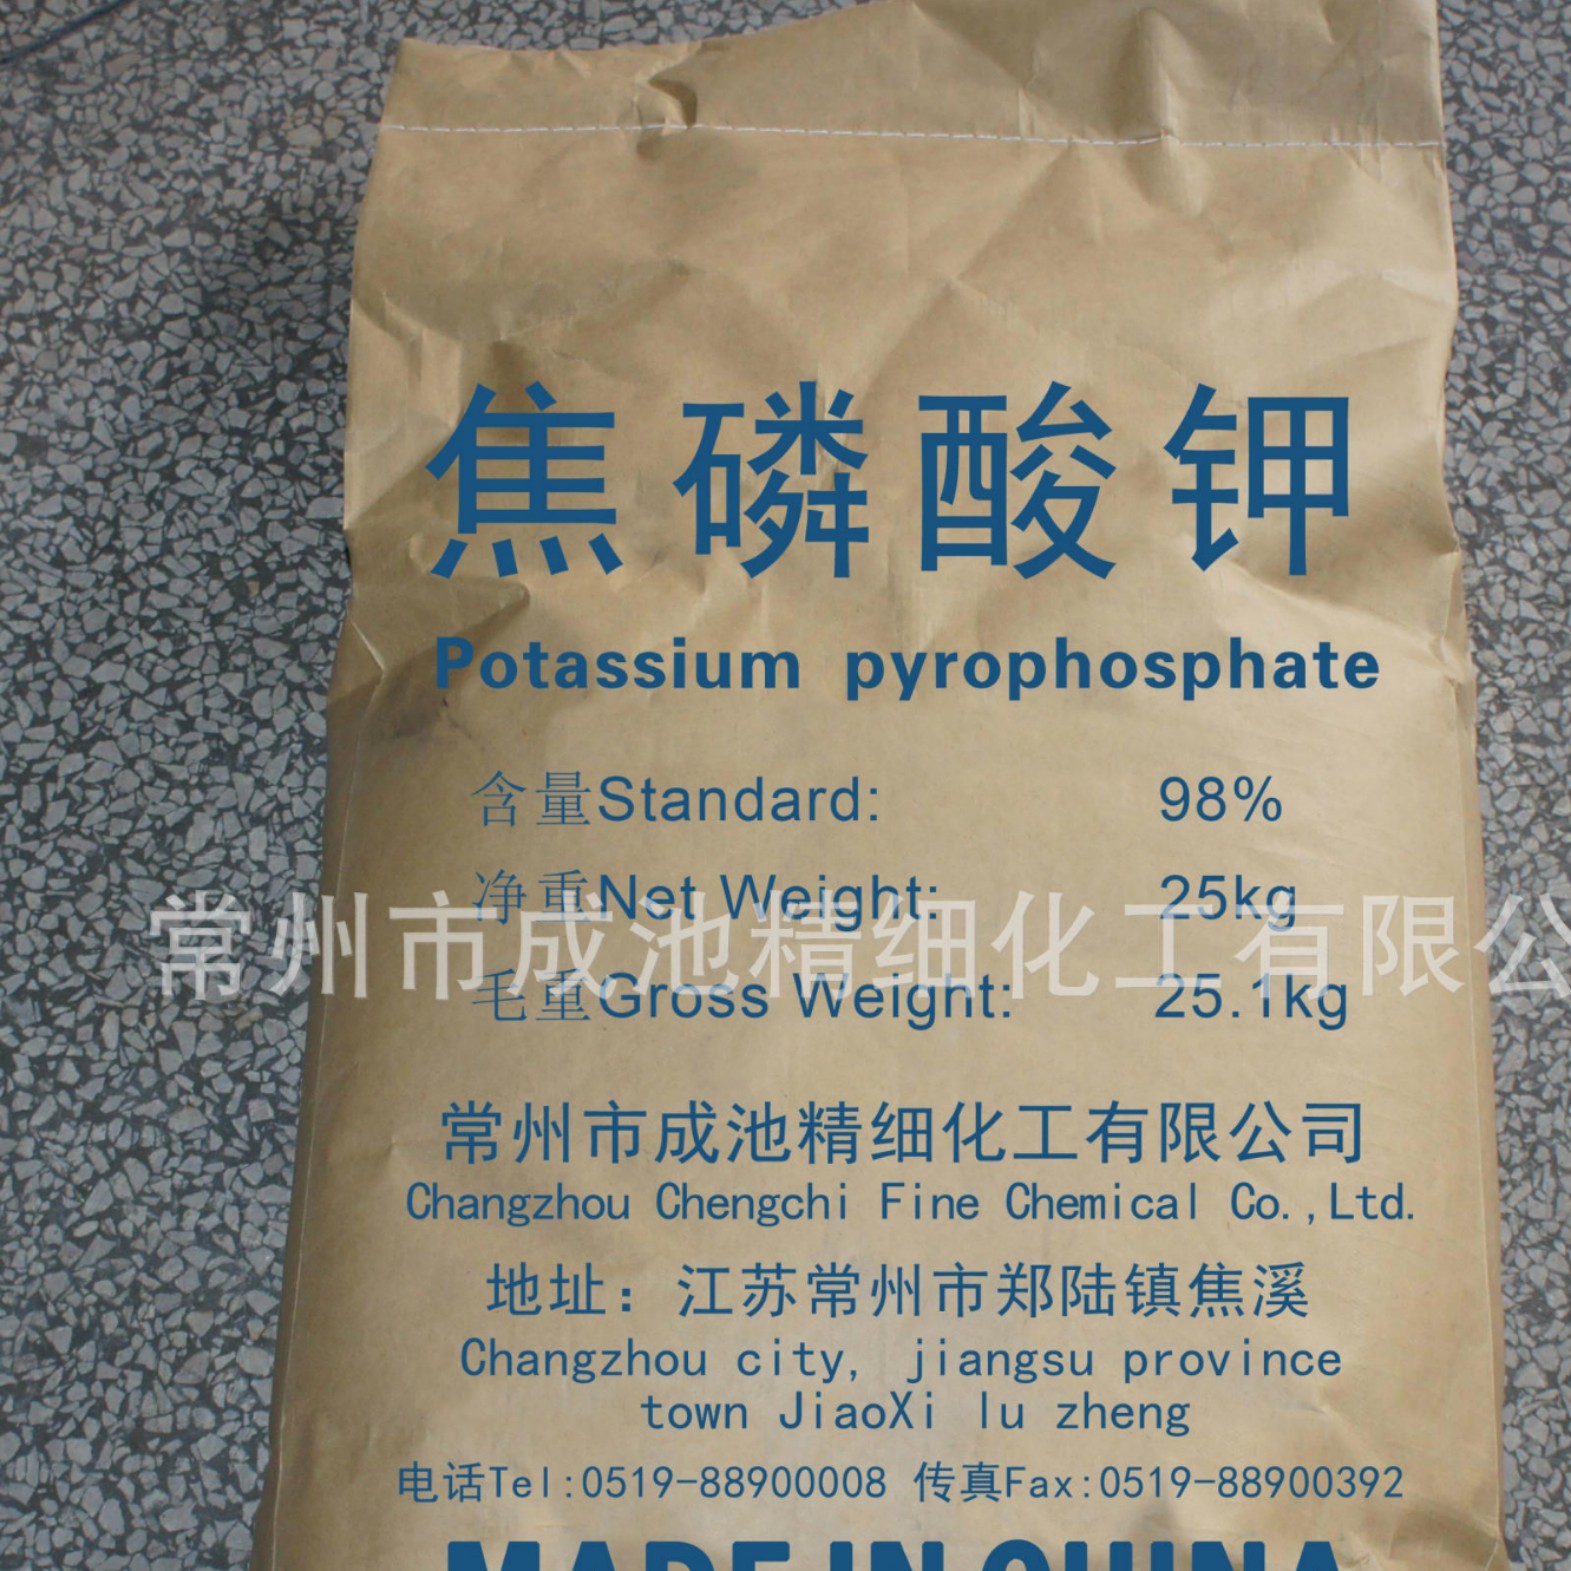 焦磷酸钾
Potassium pyrophosphate
含量Standard: 98%
净重Net Weight: 25kg
常州市成池精细化工有限公
毛重Gross Weight: 25.1kg
常州市成池精细化工有限公司
Changzhou Chengchi Fine Chemical Co.,Ltd.
地址：江苏常州市郑陆镇焦溪
Changzhou city, jiangsu province
town JiaoXi lu zheng
电话Tel:0519-88900008 传真Fax:0519-88900392
MADE IN CHINA